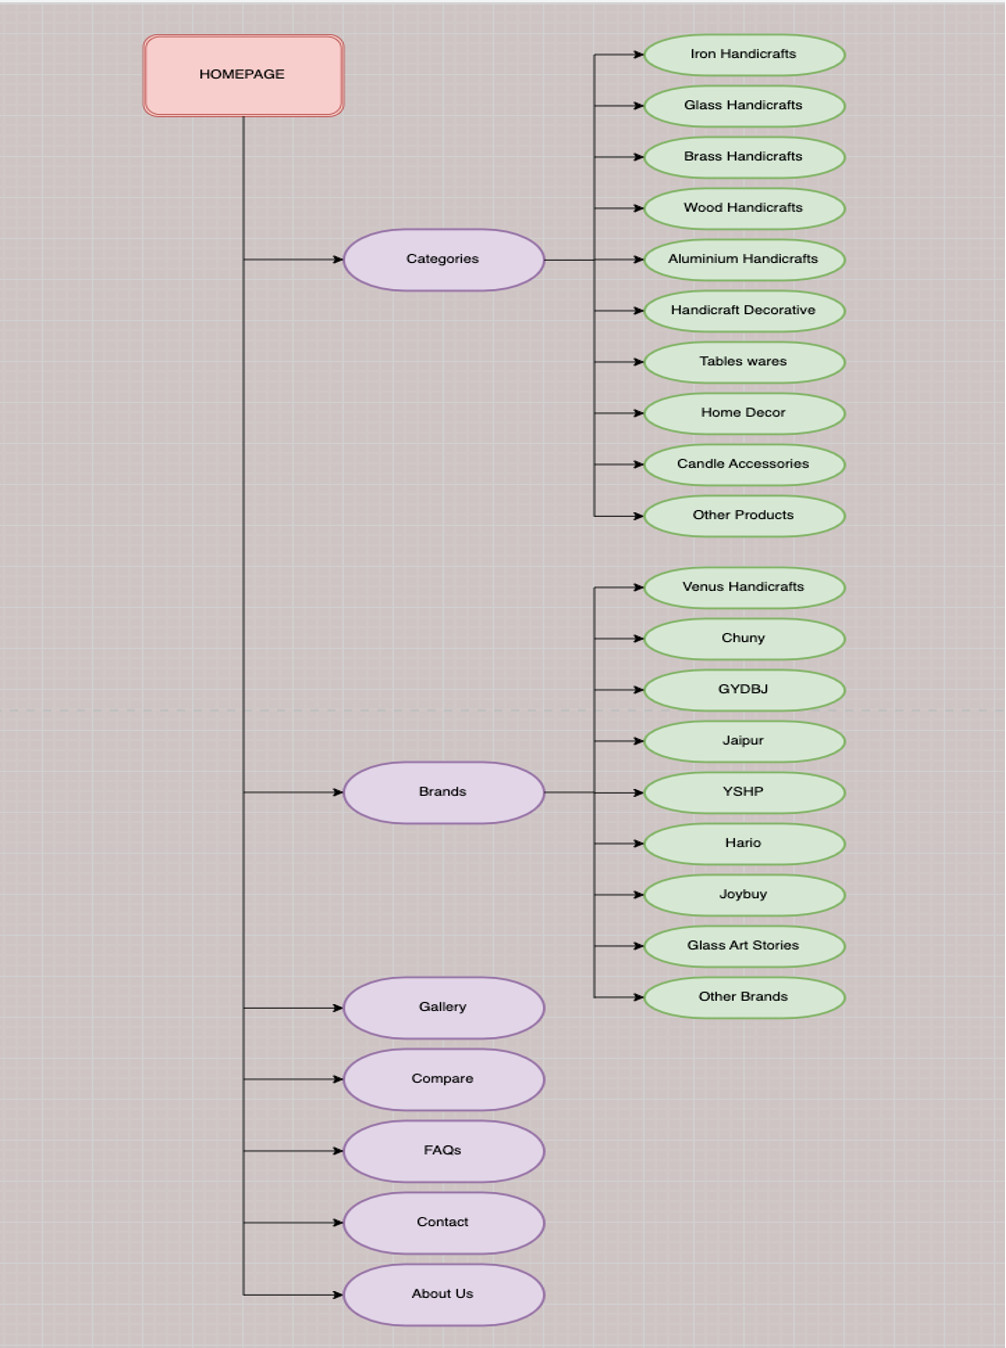 HOMEPAGE
Categories
Iron Handicrafts
Glass Handicrafts
Brass Handicrafts
Wood Handicrafts
Aluminium Handicrafts
Handicraft Decorative
Tables wares
Home Decor
Candle Accessories
Other Products
Brands
Venus Handicrafts
Chuny
GYDBJ
Jaipur
YSHP
Hario
Joybuy
Glass Art Stories
Other Brands
Gallery
Compare
FAQs
Contact
About Us